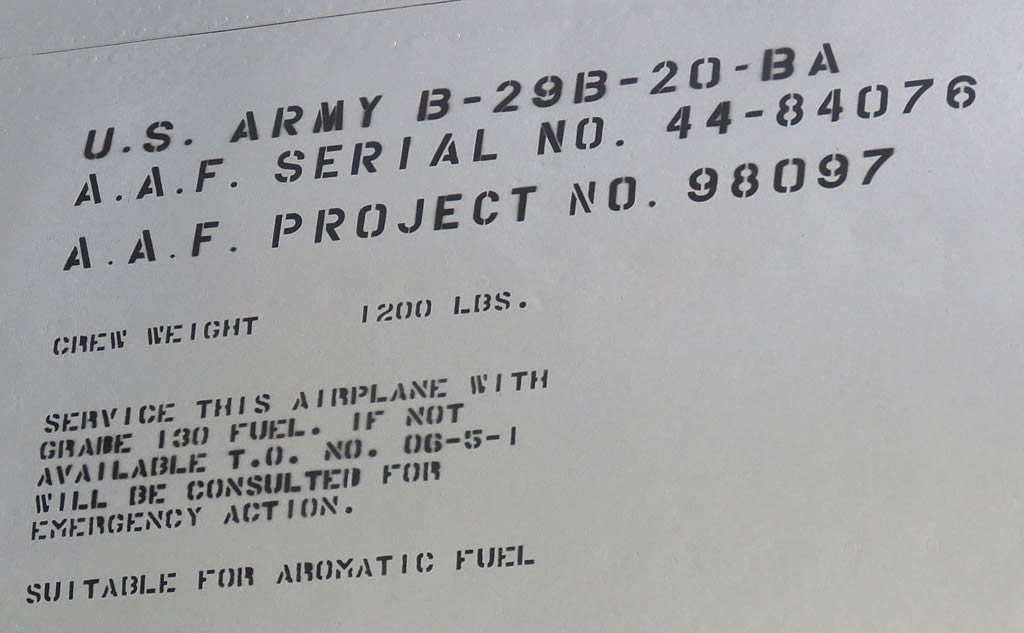 U.S. ARMY B-29B-20-BA
A.A.F. SERIAL NO. 44-84076
A.A.F. PROJECT NO. 98097
CREW WEIGHT 1200 LBS.
SERVICE THIS AIRPLANE WITH
GRADE 130 FUEL. IF NOT
AVAILABLE T.O. NO. 06-5-1
WILL BE CONSULTED FOR
EMERGENCY ACTION.
SUITABLE FOR AROMATIC FUEL